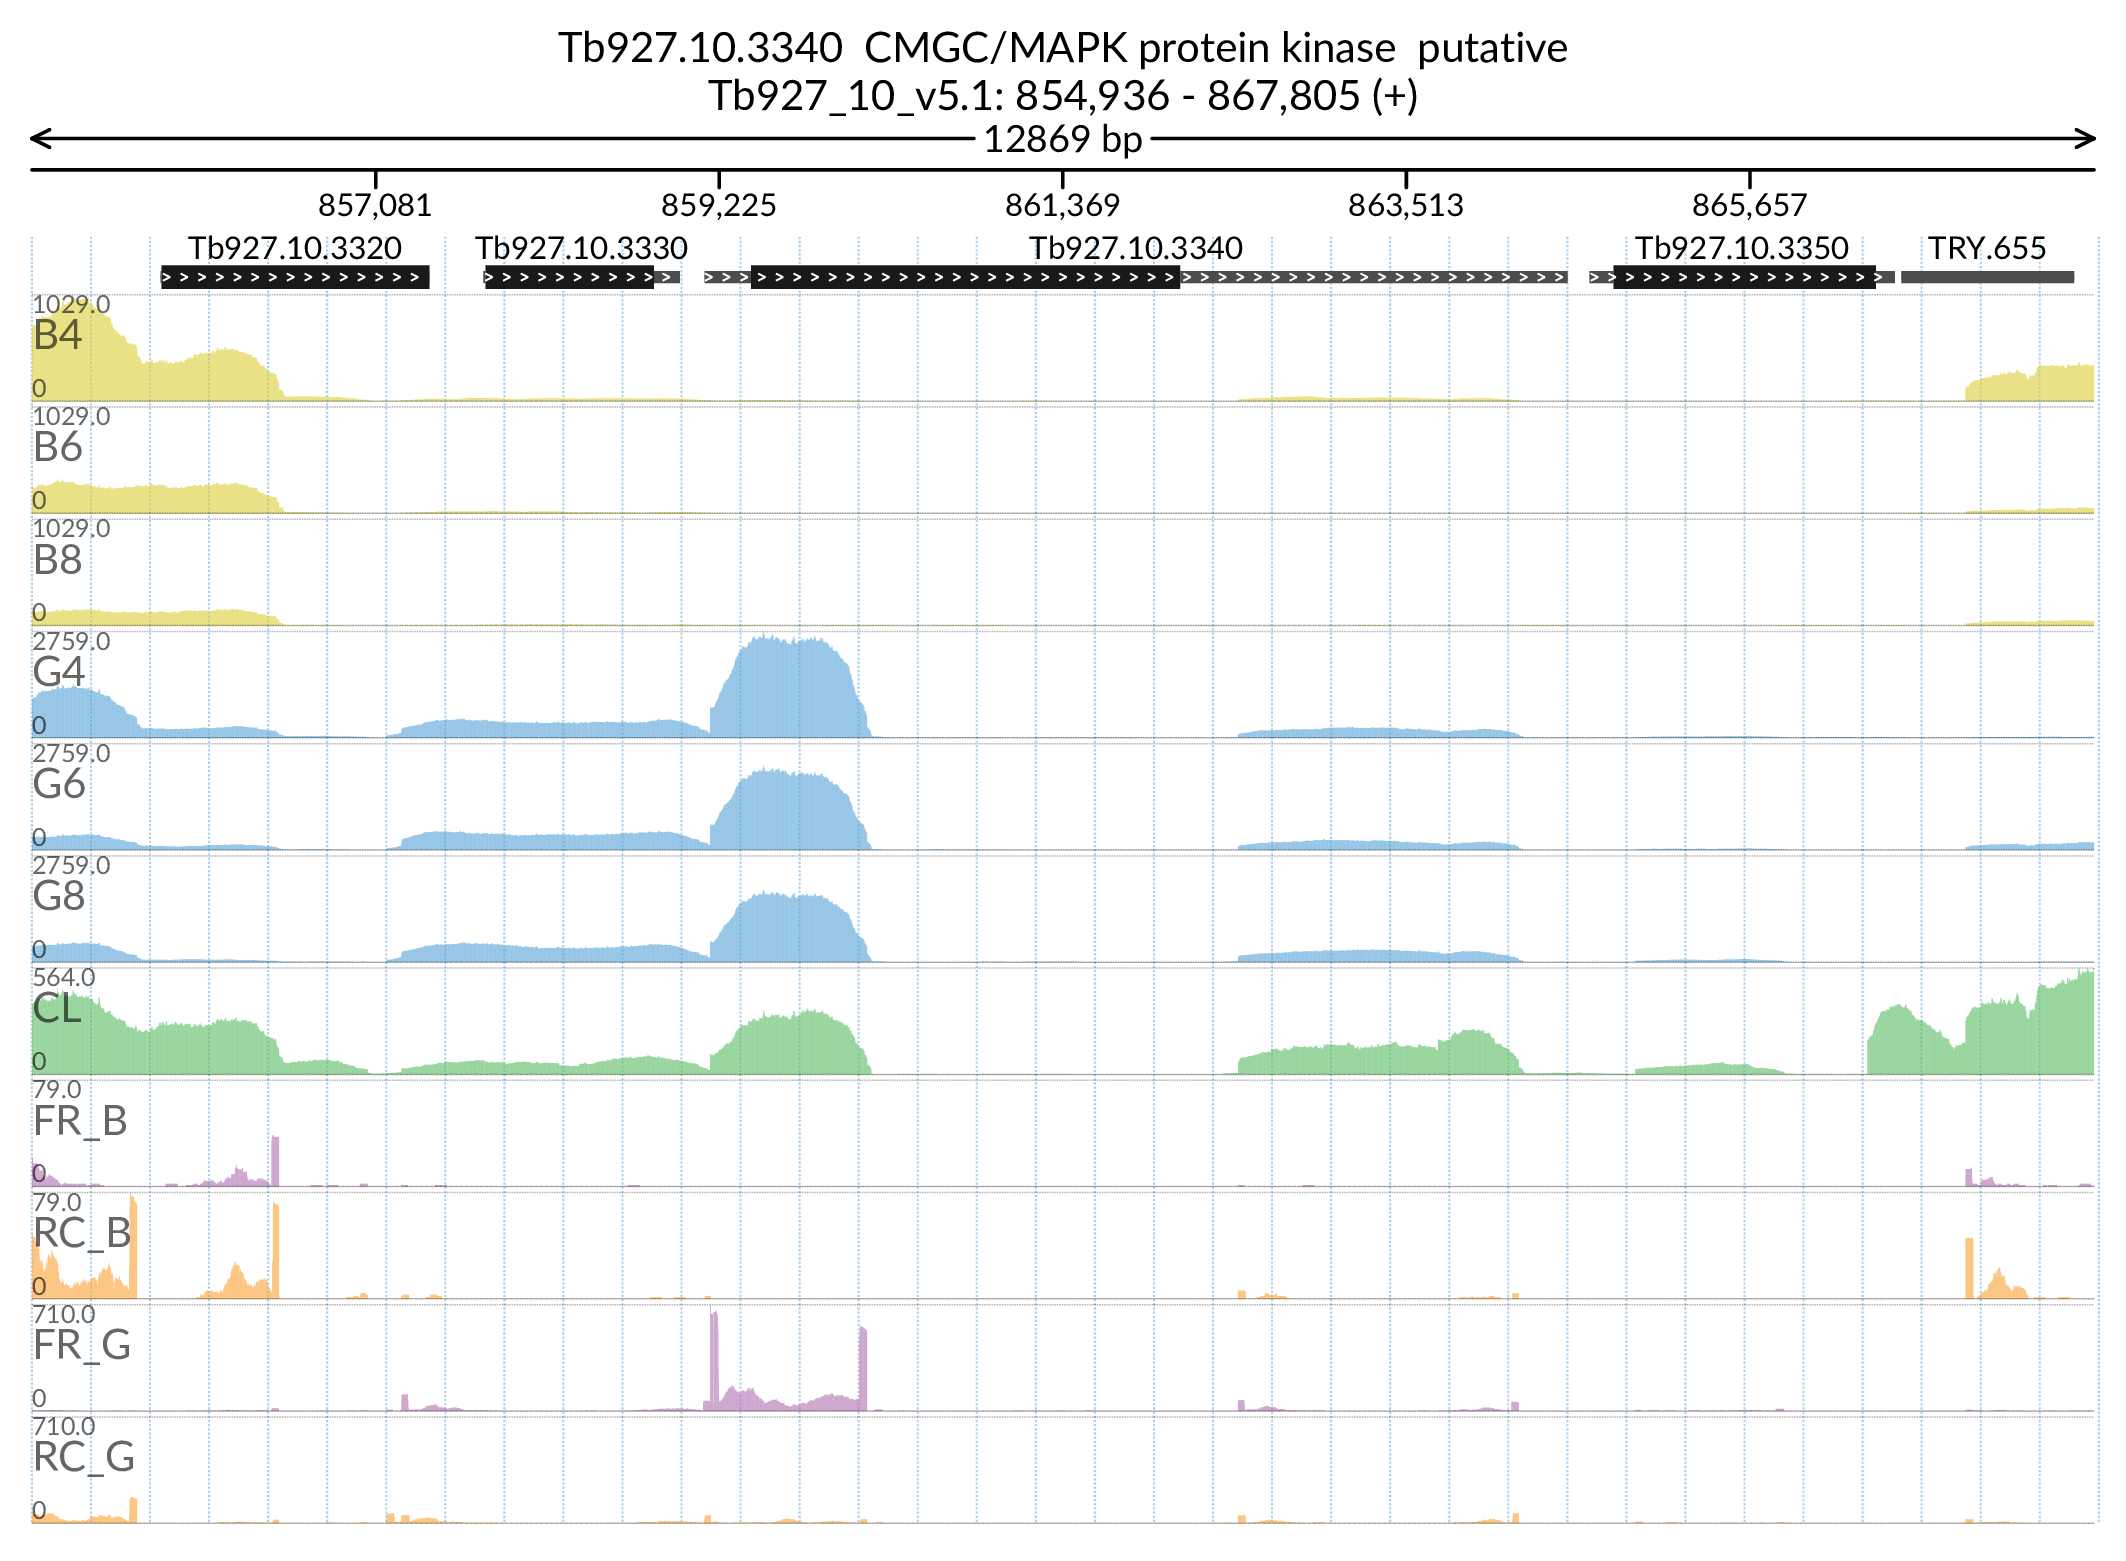 Tb927.10.3340  CMGC/MAPK protein kinase  putative
Tb927_10_v5.1: 854,936 - 867,805 (+)
12869 bp
857,081 859,225 861,369 863,513 865,657
Tb927.10.3320 Tb927.10.3330 Tb927.10.3340 Tb927.10.3350 TRY.655
1029.0
B4
0
1029.0
B6
0
1029.0
B8
0
2759.0
G4
0
2759.0
G6
0
2759.0
G8
0
564.0
CL
0
79.0
FR_B
0
79.0
RC_B
0
710.0
FR_G
0
710.0
RC_G
0